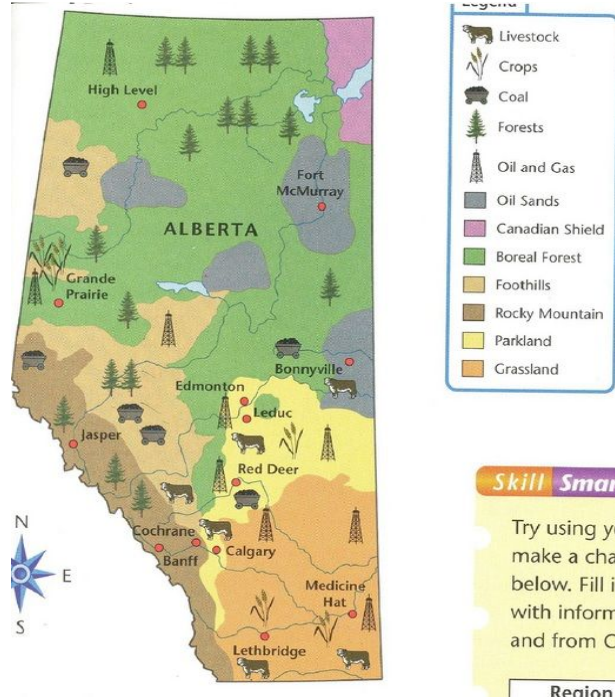 Legend
Livestock
Crops
Coal
Forests
Oil and Gas
Oil Sands
Canadian Shield
Boreal Forest
Foothills
Rocky Mountain
Parkland
Grassland
High Level
Fort
McMurray
ALBERTA
Grande
Prairie
Bonnyville
Edmonton
Leduc
Jasper
Red Deer
Cochrane
Banff
Calgary
Medicine
Hat
Lethbridge
N
E
S
Skill Smar
Try using yo
make a cha
below. Fill i
with inform
and from C
Region